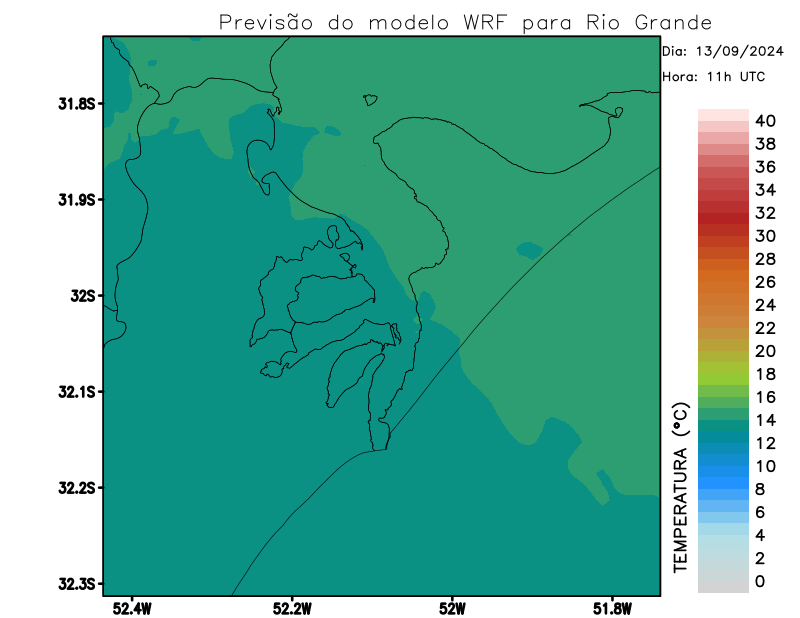 Previsão do modelo WRF para Rio Grande
Dia: 13/09/2024
Hora: 11h UTC
31.8S
31.9S
32S
32.1S
32.2S
32.3S
52.4W
52.2W
52W
51.8W
TEMPERATURA (°C)
40
38
36
34
32
30
28
26
24
22
20
18
16
14
12
10
8
6
4
2
0